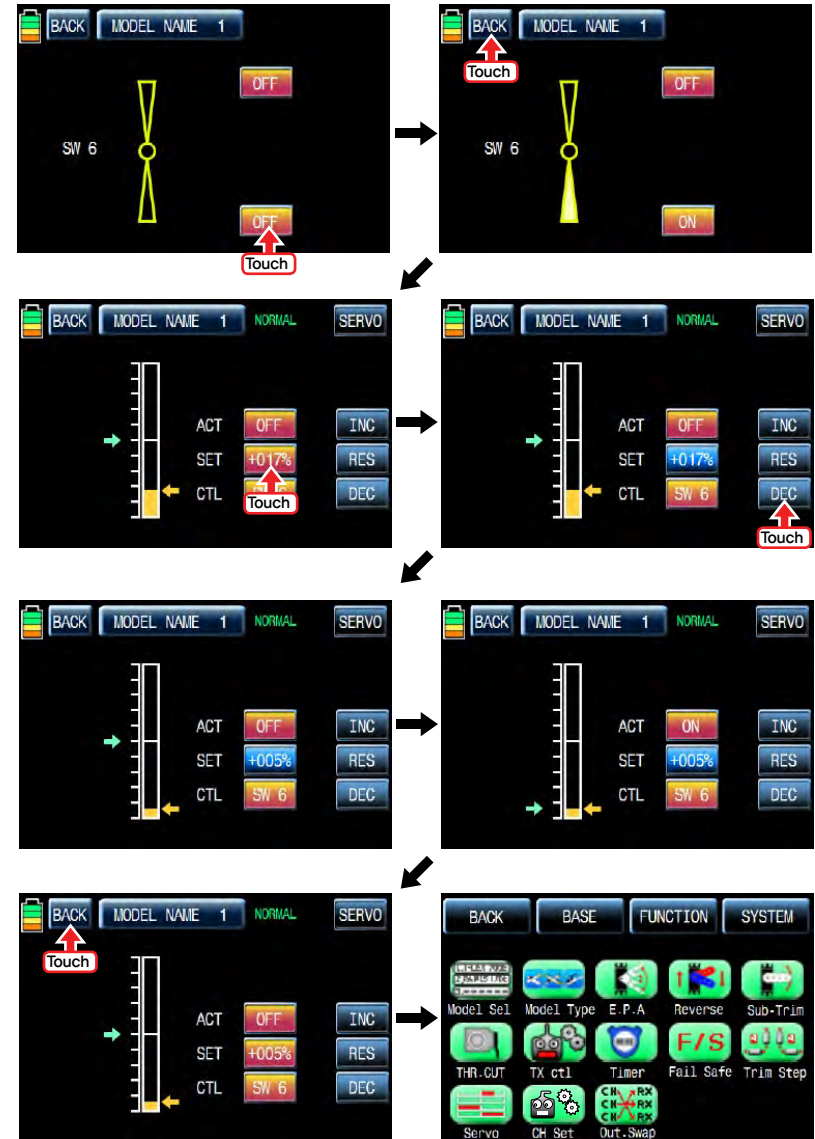 BACK MODEL NAME 1
OFF
SW 6
OFF
Touch
BACK MODEL NAME 1
Touch
OFF
SW 6
ON
BACK MODEL NAME 1 NORMAL SERVO
ACT OFF INC
SET +017% RES
CTL DEC
Touch
BACK MODEL NAME 1 NORMAL SERVO
ACT OFF INC
SET +017% RES
CTL SW 6 DEC
Touch
BACK MODEL NAME 1 NORMAL SERVO
ACT OFF INC
SET +005% RES
CTL SW 6 DEC
BACK MODEL NAME 1 NORMAL SERVO
ACT ON INC
SET +005% RES
CTL SW 6 DEC
BACK MODEL NAME 1 NORMAL SERVO
Touch
ACT OFF INC
SET +005% RES
CTL SW 6 DEC
BACK BASE FUNCTION SYSTEM
Model Sel Model Type E.P.A Reverse Sub-Trim
F/S
THR.CUT TX ctl Timer Fail Safe Trim Step
CH RX
CH RX
CH RX
Servo CH Set Out.Swap